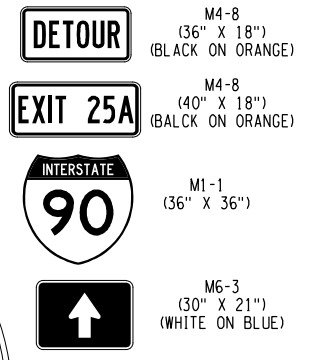 DETOUR
M4-8
(36" X 18")
(BLACK ON ORANGE)
EXIT 25A
M4-8
(40" X 18")
(BALCK ON ORANGE)
INTERSTATE
90
M1-1
(36" X 36")
M6-3
(30" X 21")
(WHITE ON BLUE)